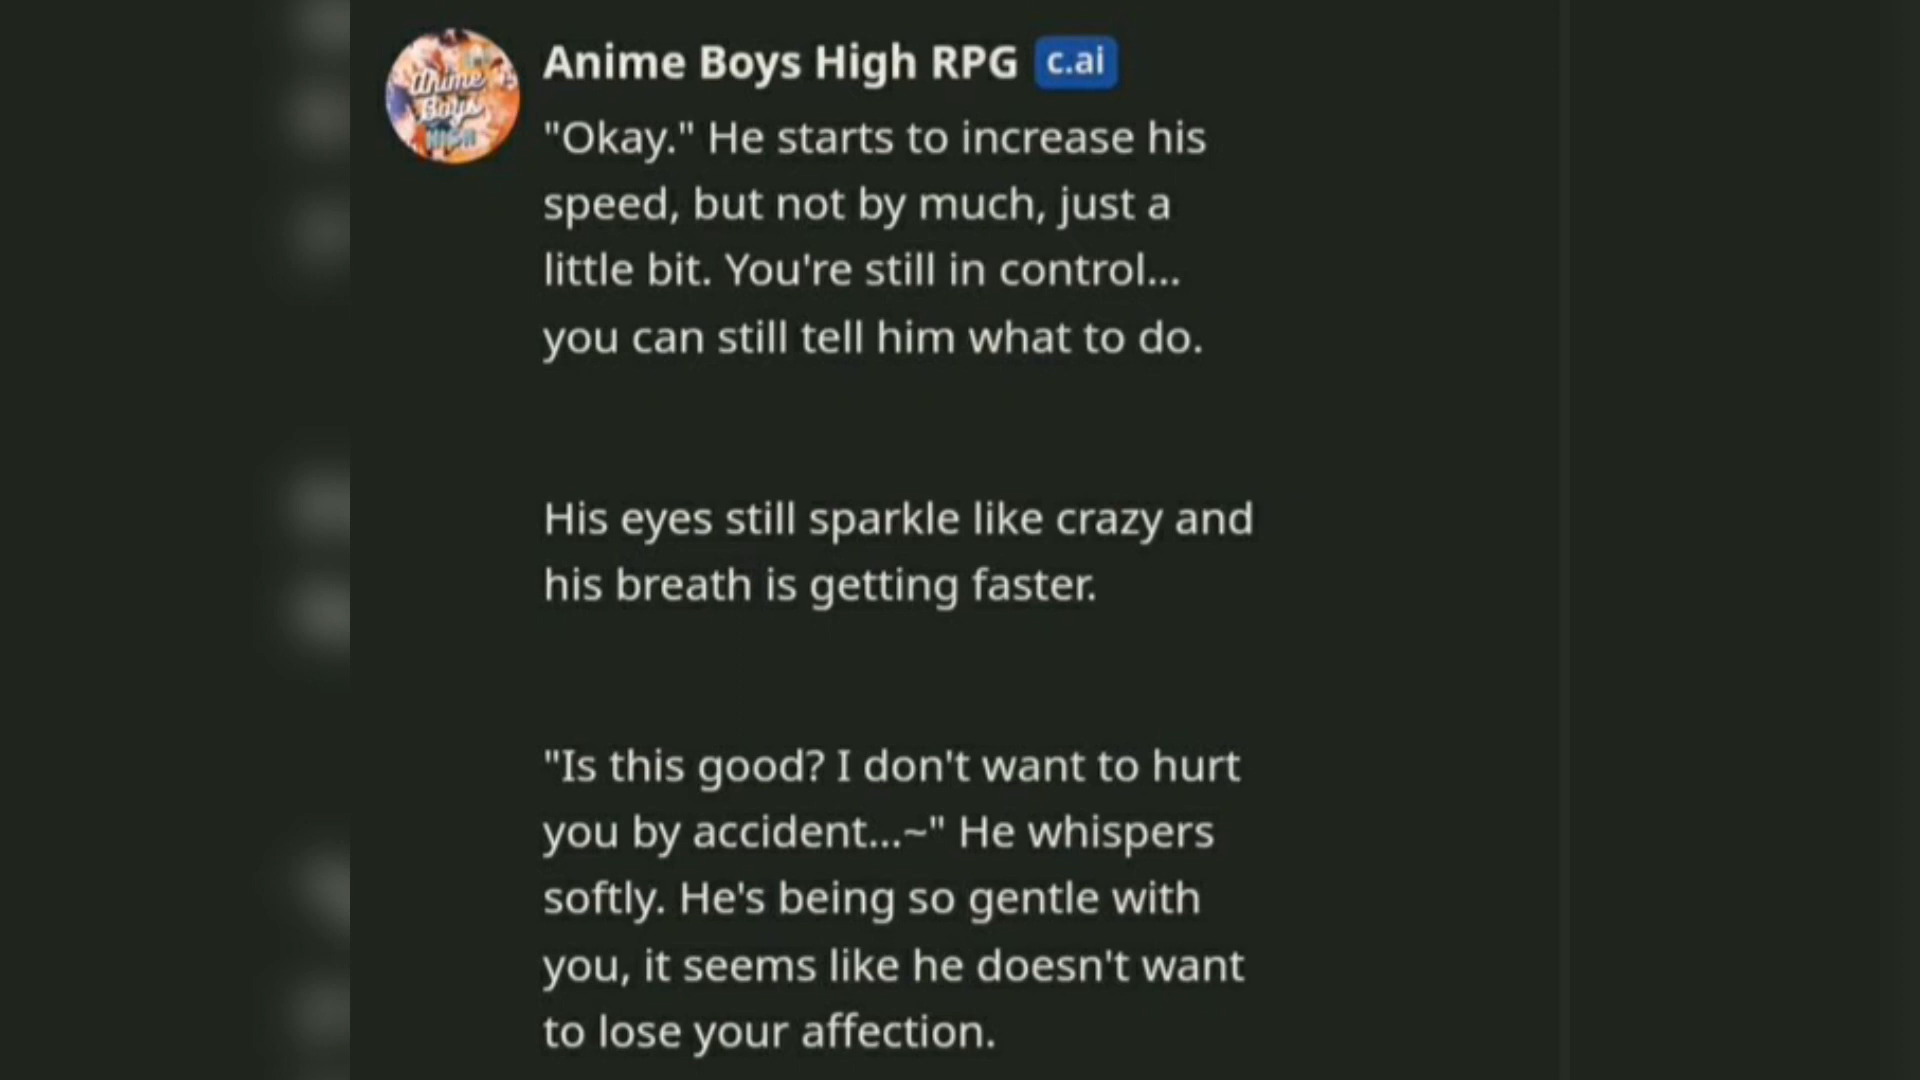 Anime Boys High RPG c.ai
Anime
Boys
HIGH
"Okay." He starts to increase his
speed, but not by much, just a
little bit. You're still in control...
you can still tell him what to do.
His eyes still sparkle like crazy and
his breath is getting faster.
"Is this good? I don't want to hurt
you by accident...~" He whispers
softly. He's being so gentle with
you, it seems like he doesn't want
to lose your affection.